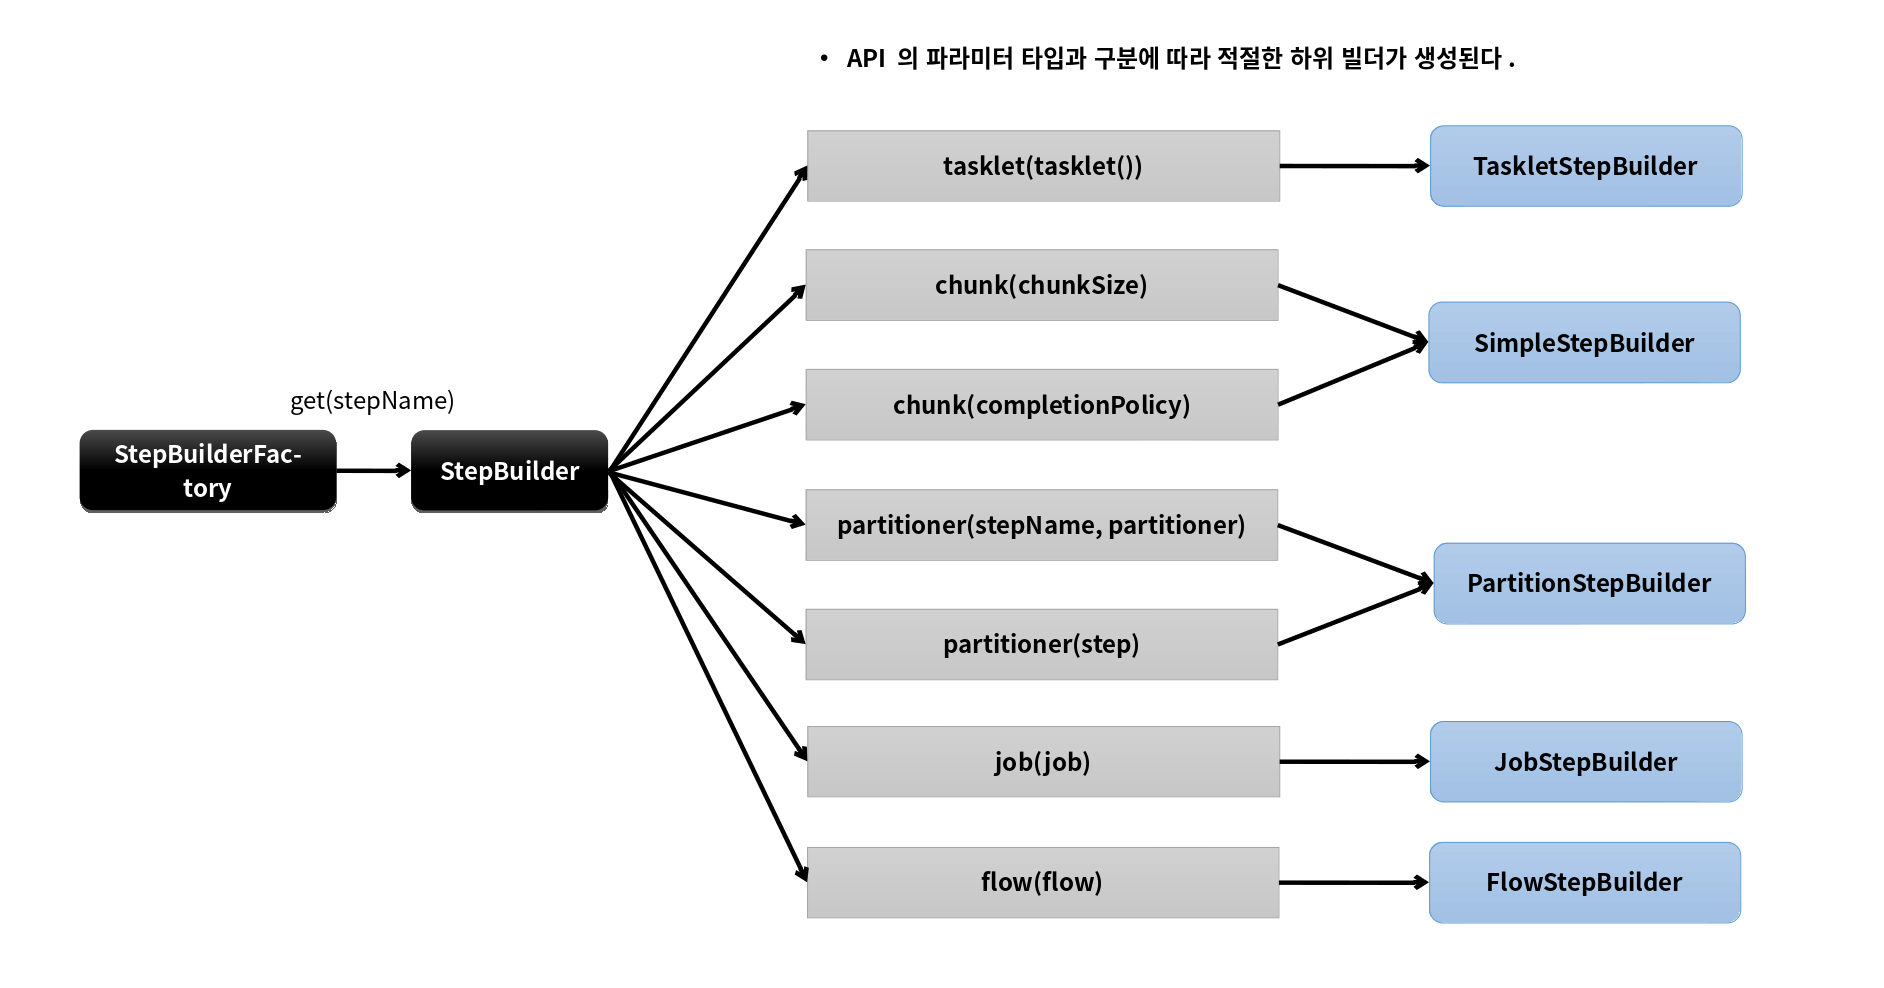 • API 의 파라미터 타입과 구분에 따라 적절한 하위 빌더가 생성된다 .
tasklet(tasklet())
TaskletStepBuilder
chunk(chunkSize)
SimpleStepBuilder
chunk(completionPolicy)
get(stepName)
StepBuilderFac-
tory
StepBuilder
partitioner(stepName, partitioner)
PartitionStepBuilder
partitioner(step)
job(job)
JobStepBuilder
flow(flow)
FlowStepBuilder